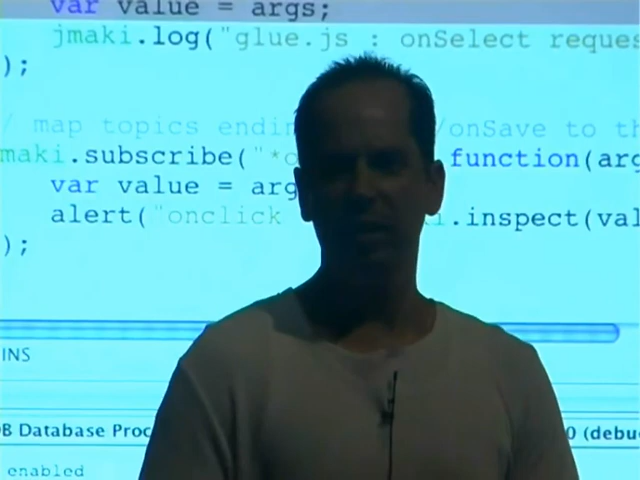 var value = args;
jmaki.log("glue.js : onSelect reques
);
/ map topics endin /onSave to th
maki.subscribe("*o function(arg
var value = arg
alert("onclick .inspect(val
);
INS
B Database Proc 0 (debu
enabled